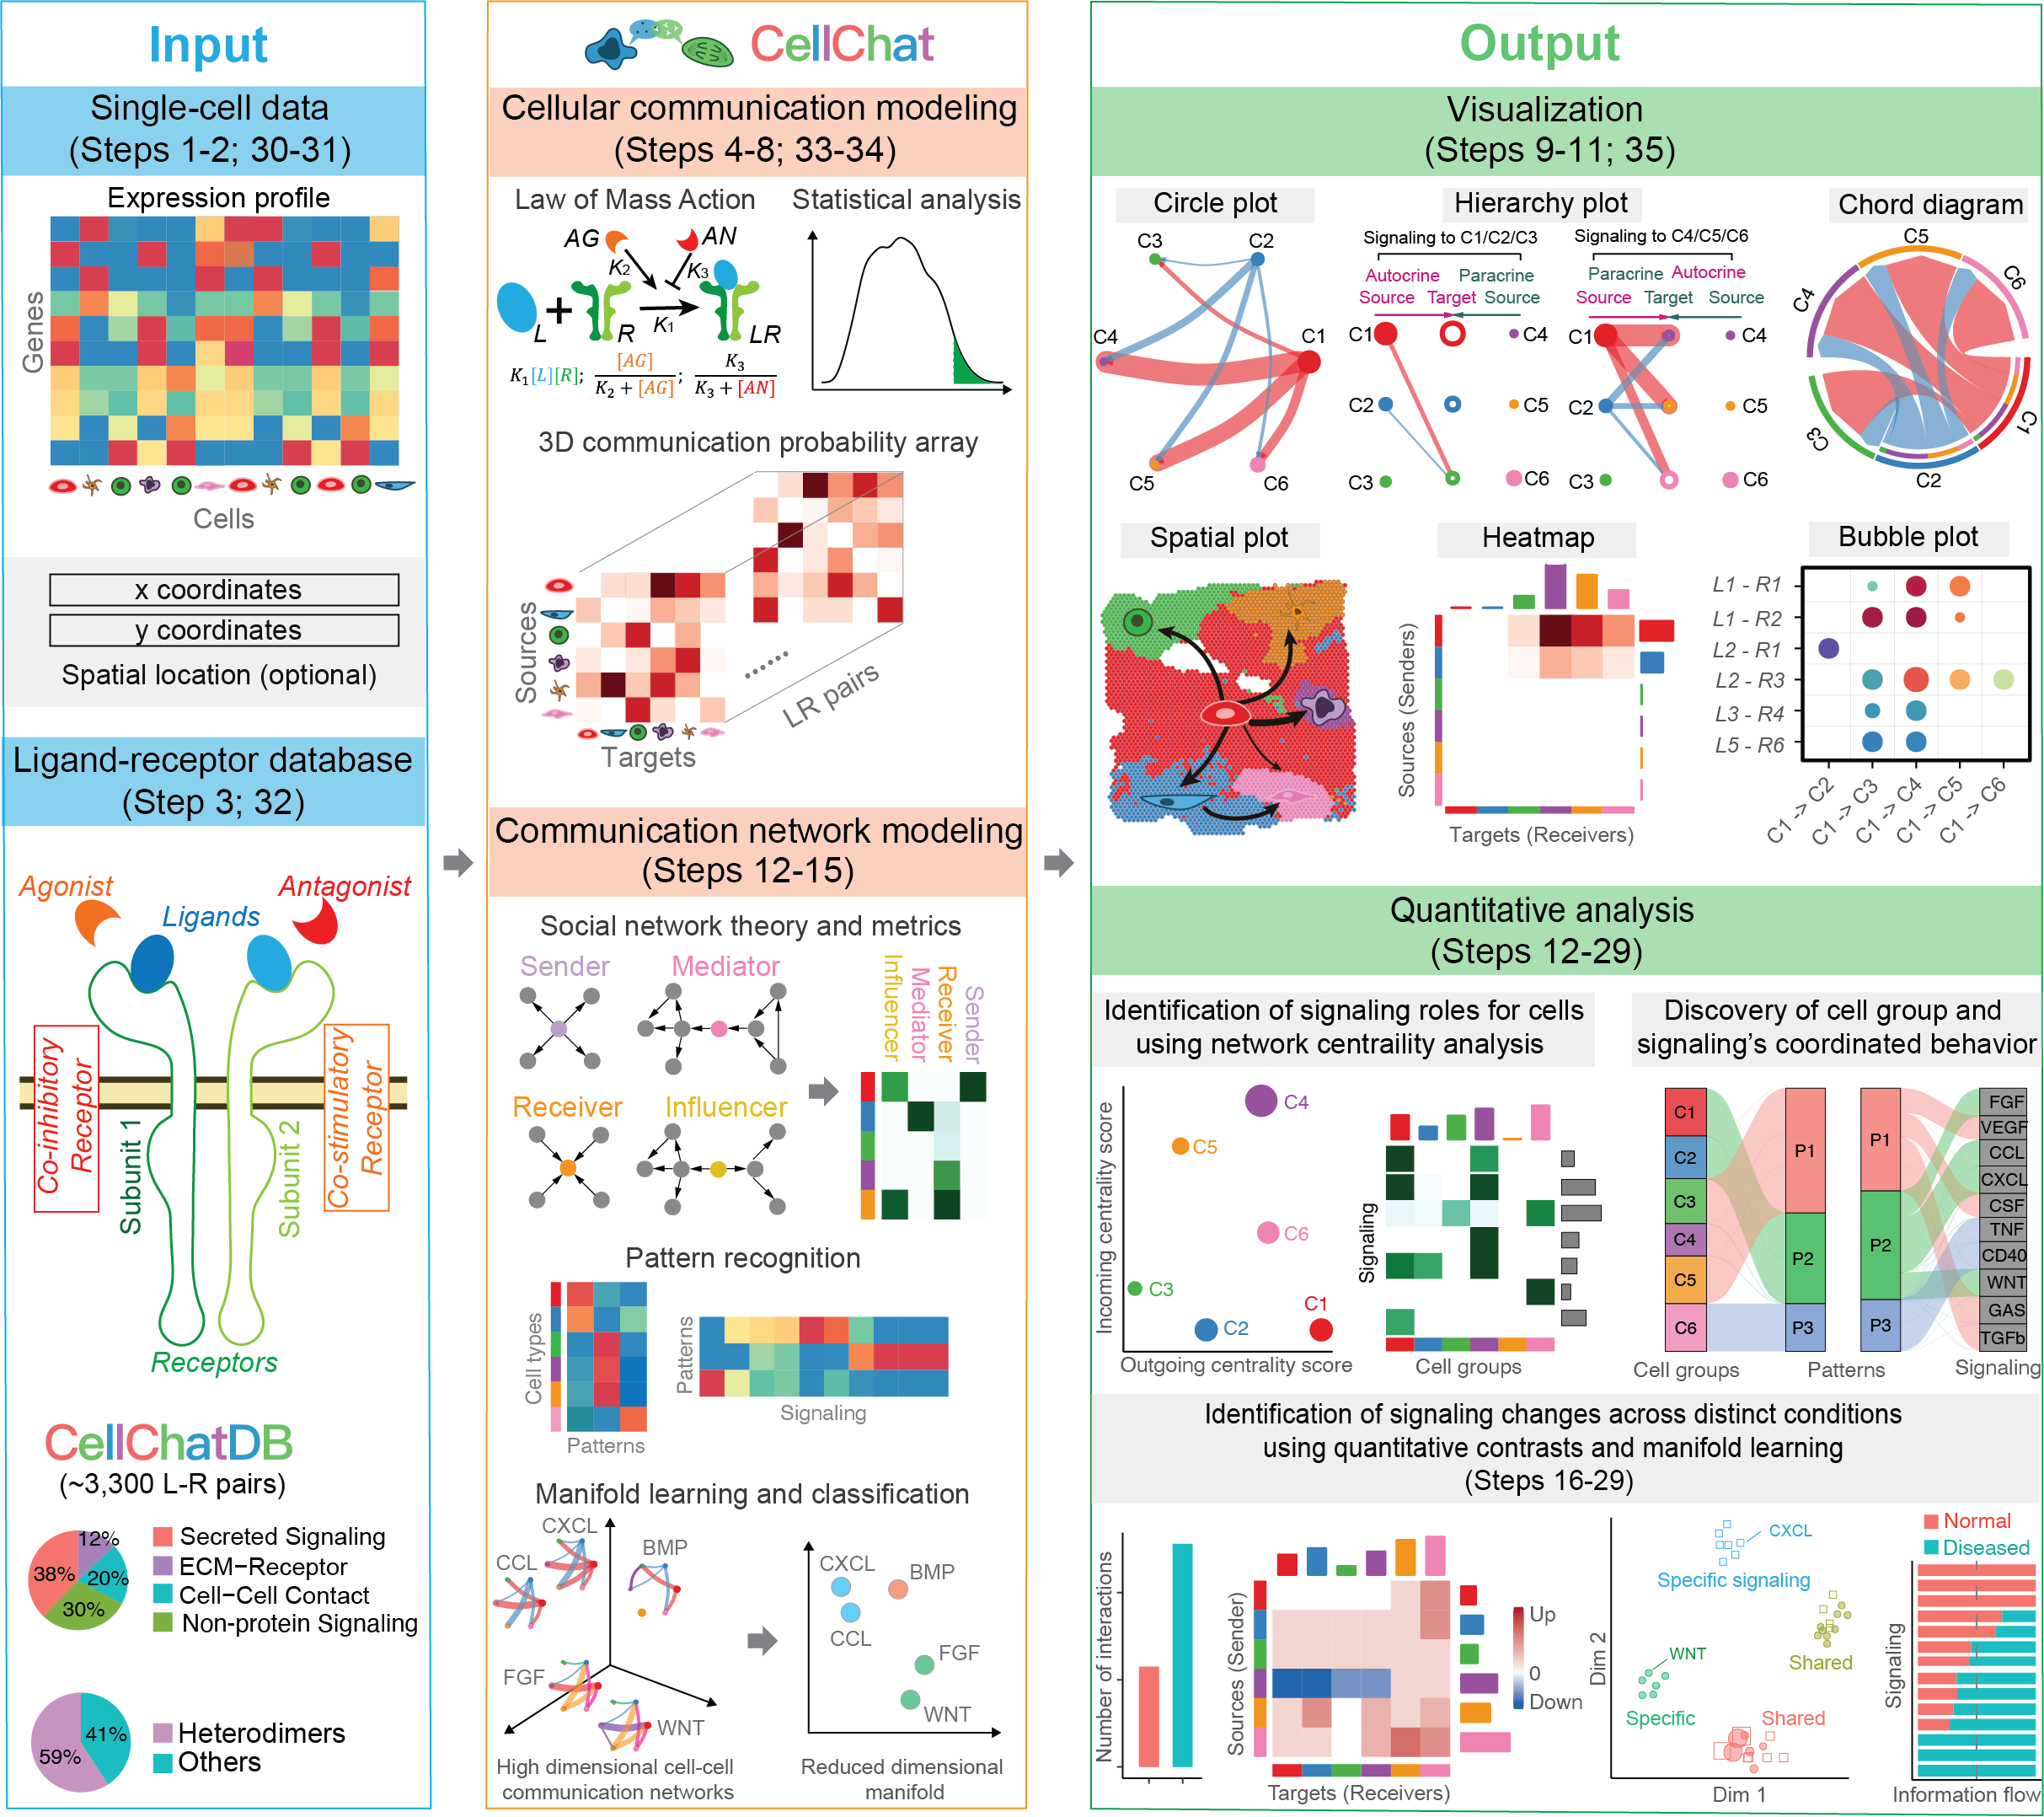 Input
Single-cell data
(Steps 1-2; 30-31)
Expression profile
Genes
Cells
x coordinates
y coordinates
Spatial location (optional)
Ligand-receptor database
(Step 3; 32)
Agonist
Antagonist
Ligands
Co-inhibitory
Receptor
Subunit 1
Subunit 2
Co-stimulatory
Receptor
Receptors
CellChatDB
(~3,300 L-R pairs)
12%
38%
20%
30%
Secreted Signaling
ECM-Receptor
Cell-Cell Contact
Non-protein Signaling
41%
59%
Heterodimers
Others
CellChat
Cellular communication modeling
(Steps 4-8; 33-34)
Law of Mass Action
AG
AN
K2
K3
L
+
R
K1
LR
K1[L][R]; [AG] / K2 + [AG]; K3 / K3 + [AN]
Statistical analysis
3D communication probability array
Sources
Targets
LR pairs
Communication network modeling
(Steps 12-15)
Social network theory and metrics
Sender
Mediator
Receiver
Influencer
Influencer
Mediator
Receiver
Sender
Pattern recognition
Cell types
Patterns
Patterns
Signaling
Manifold learning and classification
CXCL
CCL
BMP
FGF
WNT
High dimensional cell-cell
communication networks
CXCL
BMP
CCL
FGF
WNT
Reduced dimensional
manifold
Output
Visualization
(Steps 9-11; 35)
Circle plot
C3
C2
C4
C1
C5
C6
Hierarchy plot
Signaling to C1/C2/C3
Autocrine
Paracrine
Source
Target
Source
C1
C4
C2
C5
C3
C6
Signaling to C4/C5/C6
Paracrine
Autocrine
Source
Target
Source
C1
C4
C2
C5
C3
C6
Chord diagram
C5
C4
C6
C3
C1
C2
Spatial plot
Heatmap
Sources (Senders)
Targets (Receivers)
Bubble plot
L1 - R1
L1 - R2
L2 - R1
L2 - R3
L3 - R4
L5 - R6
C1 -> C2
C1 -> C3
C1 -> C4
C1 -> C5
C1 -> C6
Quantitative analysis
(Steps 12-29)
Identification of signaling roles for cells
using network centraility analysis
Incoming centrality score
C4
C5
C6
C3
C2
C1
Outgoing centrality score
Signaling
Cell groups
Discovery of cell group and
signaling's coordinated behavior
C1
C2
C3
C4
C5
C6
P1
P2
P3
P1
P2
P3
FGF
VEGF
CCL
CXCL
CSF
TNF
CD40
WNT
GAS
TGFb
Cell groups
Patterns
Signaling
Identification of signaling changes across distinct conditions
using quantitative contrasts and manifold learning
(Steps 16-29)
Number of interactions
Sources (Sender)
Targets (Receivers)
Up
0
Down
Dim 2
CXCL
Specific signaling
Shared
WNT
Specific
Shared
Dim 1
Normal
Diseased
Signaling
Information flow